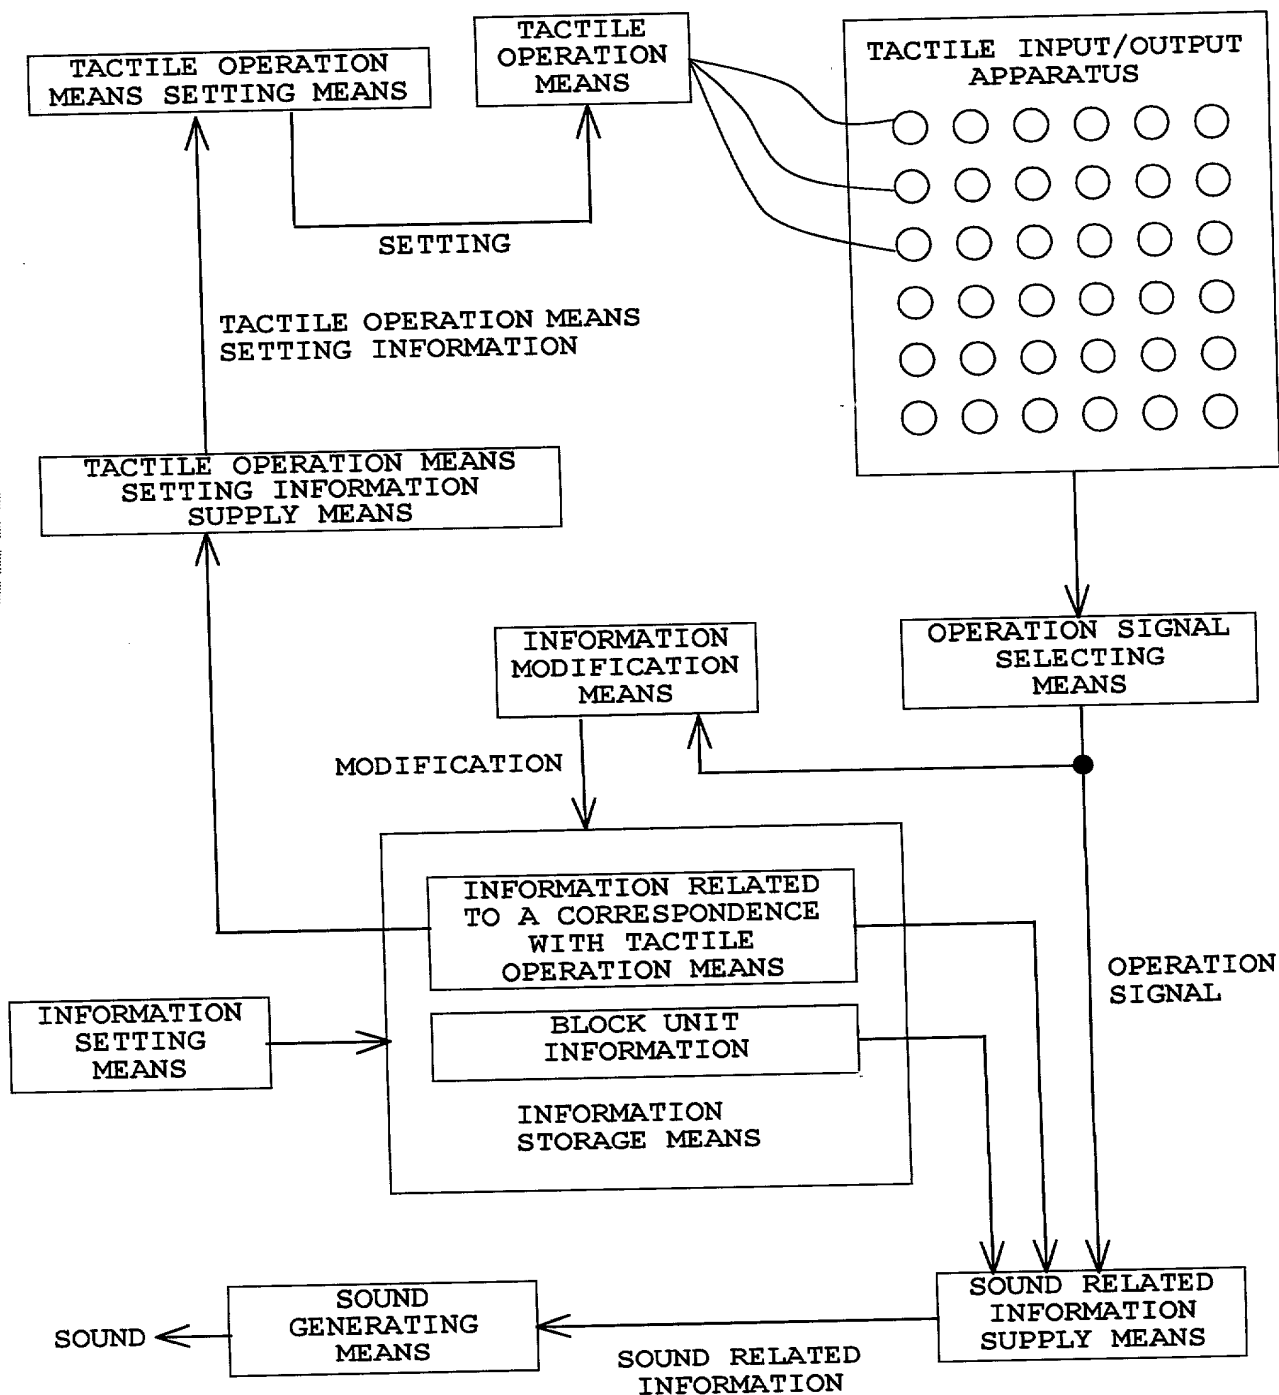 TACTILE OPERATION
MEANS SETTING MEANS
TACTILE
OPERATION
MEANS
TACTILE INPUT/OUTPUT
APPARATUS
SETTING
TACTILE OPERATION MEANS
SETTING INFORMATION
TACTILE OPERATION MEANS
SETTING INFORMATION
SUPPLY MEANS
INFORMATION
MODIFICATION
MEANS
OPERATION SIGNAL
SELECTING
MEANS
MODIFICATION
INFORMATION RELATED
TO A CORRESPONDENCE
WITH TACTILE
OPERATION MEANS
OPERATION
SIGNAL
INFORMATION
SETTING
MEANS
BLOCK UNIT
INFORMATION
INFORMATION
STORAGE MEANS
SOUND RELATED
INFORMATION
SUPPLY MEANS
SOUND
GENERATING
MEANS
SOUND
SOUND RELATED
INFORMATION